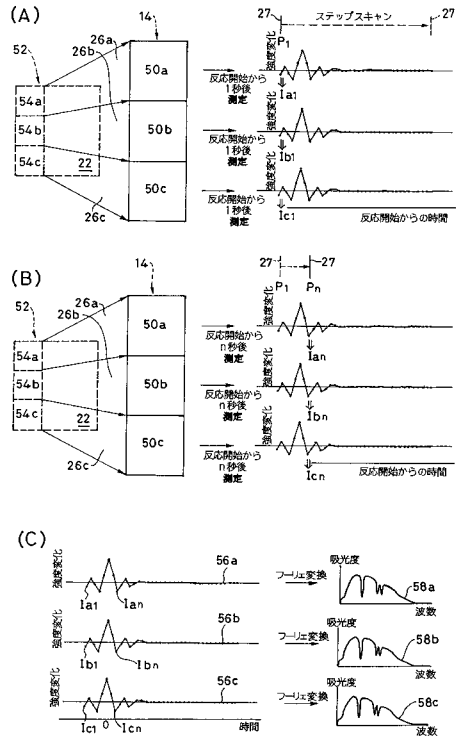 (A)
52
26a
26b
14
54a
54b
54c
22
26c
50a
50b
50c
反応開始から
1秒後
測定
反応開始から
1秒後
測定
反応開始から
1秒後
測定
27
ステップスキャン
27
P1
強度変化
Ia1
強度変化
Ib1
強度変化
Ic1
反応開始からの時間
(B)
52
26a
26b
14
54a
54b
54c
22
26c
50a
50b
50c
反応開始から
n秒後
測定
反応開始から
n秒後
測定
反応開始から
n秒後
測定
27
27
P1
Pn
強度変化
Ian
強度変化
Ibn
強度変化
Icn
反応開始からの時間
(C)
強度変化
Ia1
Ian
56a
フーリェ変換
吸光度
58a
波数
強度変化
Ib1
Ibn
56b
フーリェ変換
吸光度
58b
波数
強度変化
Ic1
0
Icn
56c
時間
フーリェ変換
吸光度
58c
波数